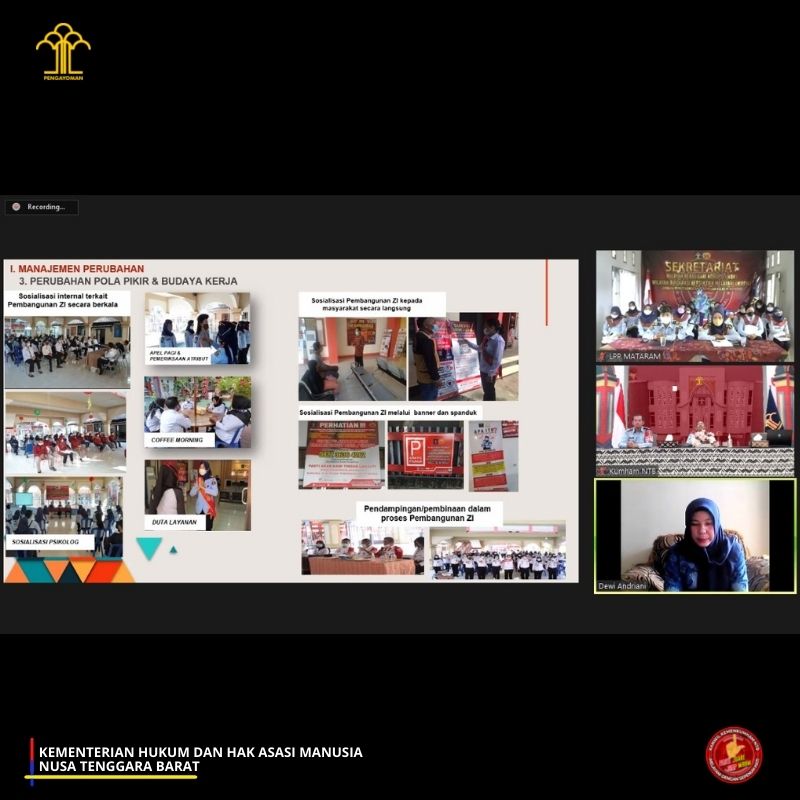 PENGAYOMAN
Recording...
I. MANAJEMEN PERUBAHAN
3. PERUBAHAN POLA PIKIR & BUDAYA KERJA
Sosialisasi internal terkait
Pembangunan ZI secara berkala
APEL PAGI &
PEMERIKSAAN ATRIBUT
COFFEE MORNING
SOSIALISASI PSIKOLOG
DUTA LAYANAN
Sosialisasi Pembangunan ZI kepada
masyarakat secara langsung
Sosialisasi Pembangunan ZI melalui banner dan spanduk
PERHATIAN !!!
P
Pendampingan/pembinaan dalam
proses Pembangunan ZI
SEKRETARIAT
LPP MATARAM
Kumham NTB
Dewi Andriani
KEMENTERIAN HUKUM DAN HAK ASASI MANUSIA
NUSA TENGGARA BARAT